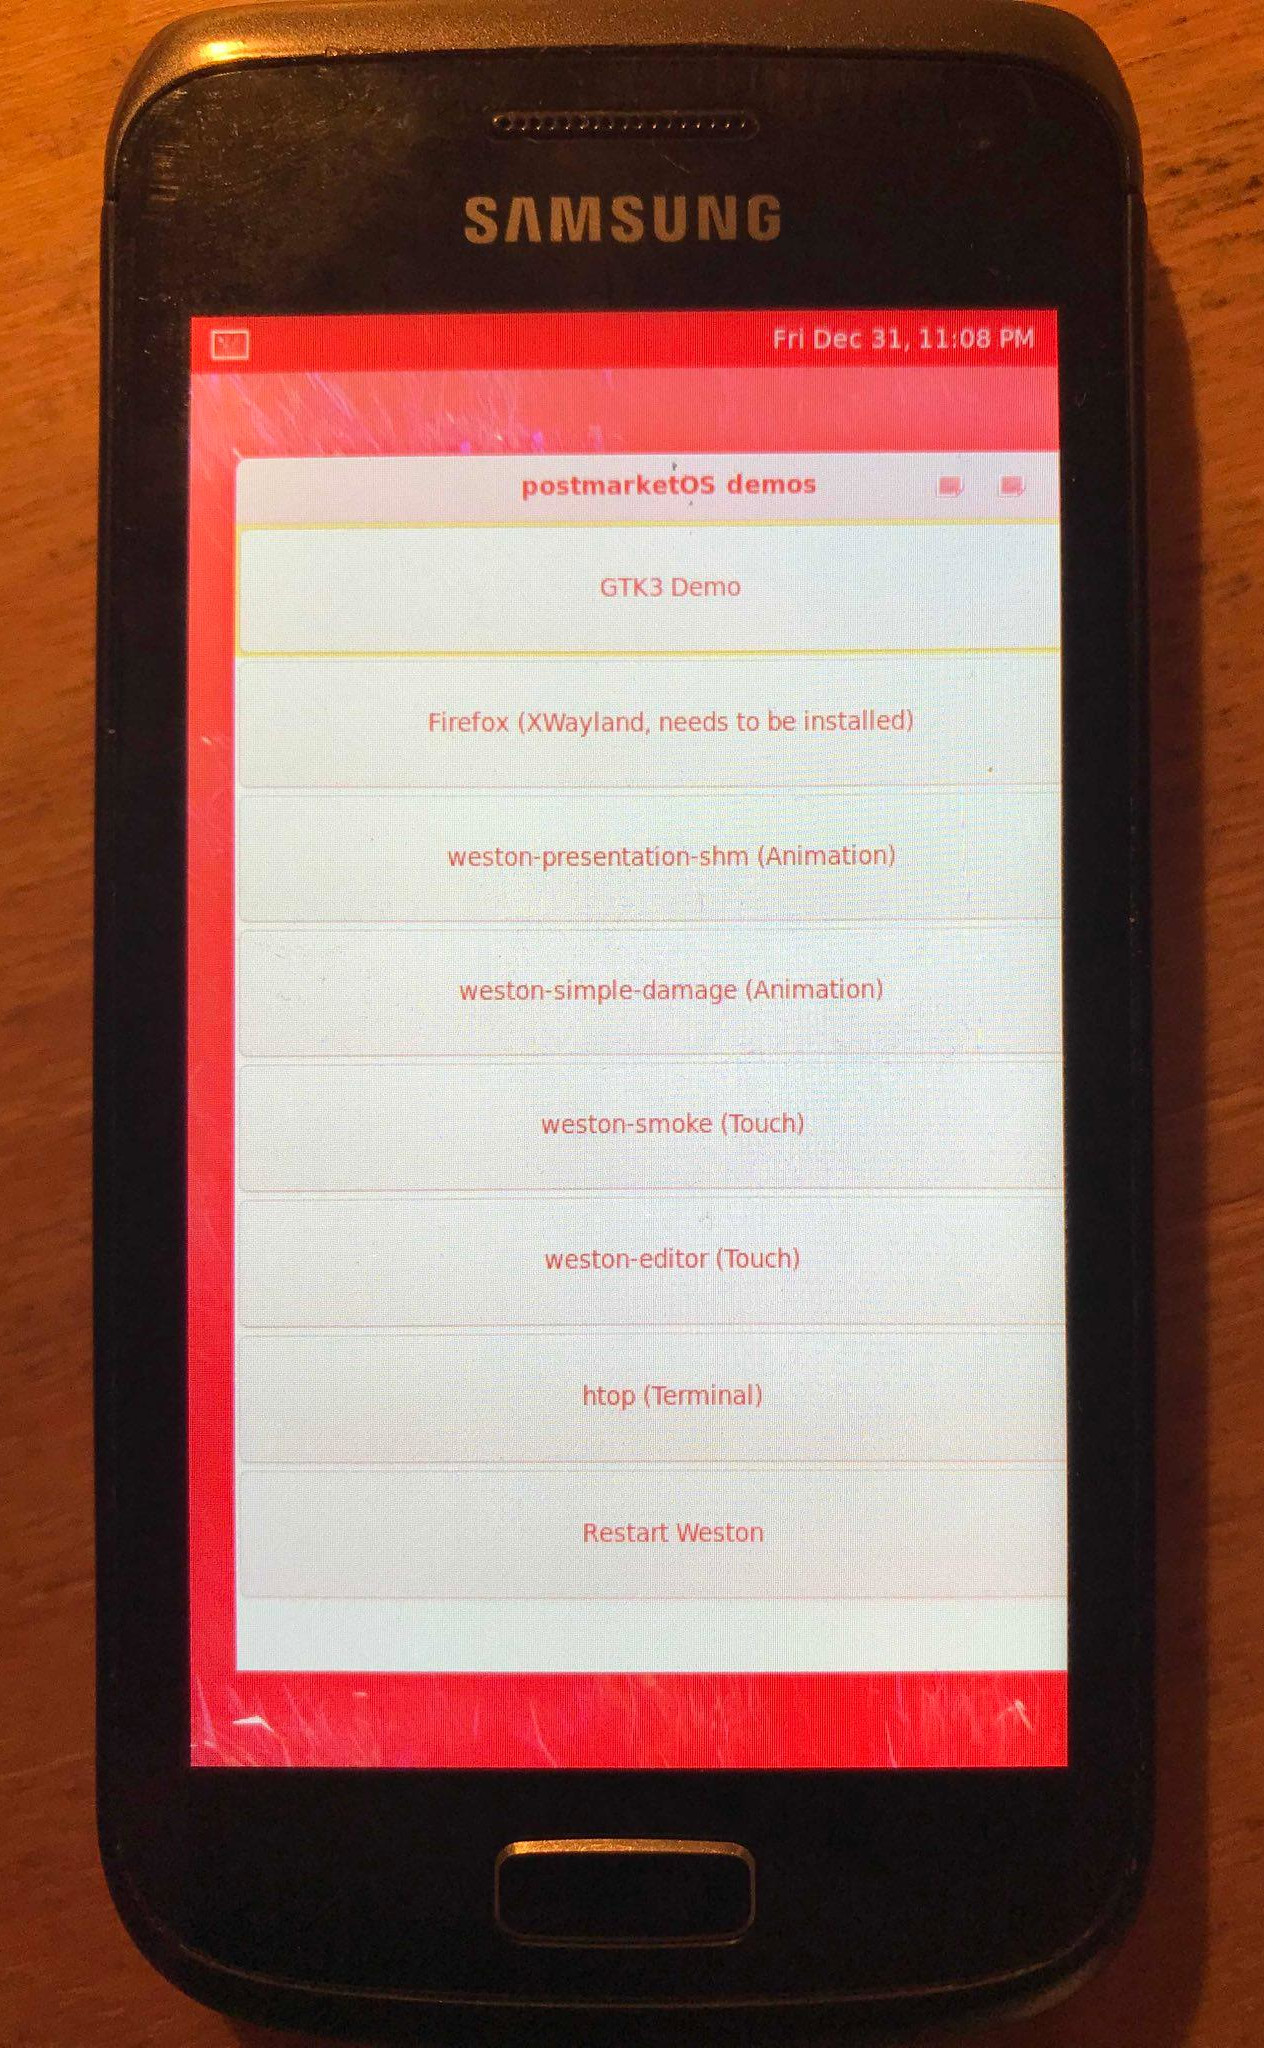 SAMSUNG
Fri Dec 31, 11:08 PM
postmarketOS demos
GTK3 Demo
Firefox (XWayland, needs to be installed)
weston-presentation-shm (Animation)
weston-simple-damage (Animation)
weston-smoke (Touch)
weston-editor (Touch)
htop (Terminal)
Restart Weston